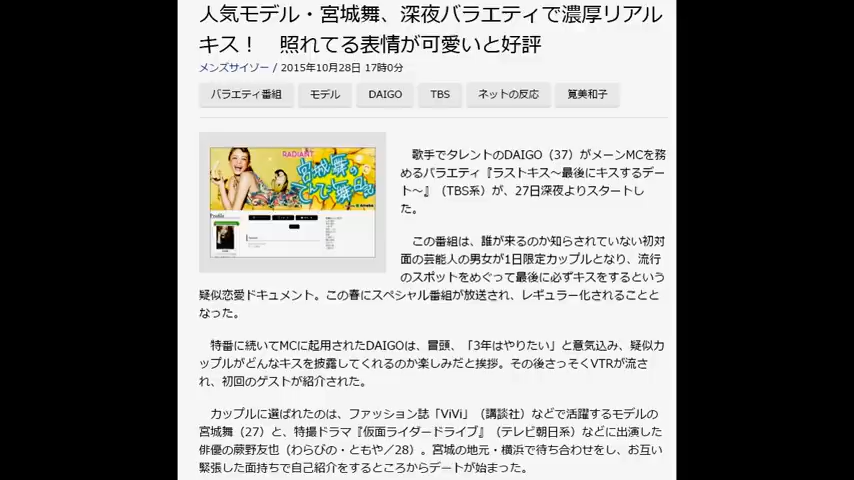 人気モデル・宮城舞、深夜バラエティで濃厚リアル
キス！　照れてる表情が可愛いと好評
メンズサイゾー / 2015年10月28日 17時0分
バラエティ番組 モデル DAIGO TBS ネットの反応 筧美和子
RADIANT
宮城舞の
てんてこ舞日記
Profile
歌手でタレントのDAIGO（37）がメーンMCを務
めるバラエティ『ラストキス～最後にキスするデー
ト～』（TBS系）が、27日深夜よりスタートし
た。
この番組は、誰が来るのか知らされていない初対
面の芸能人の男女が1日限定カップルとなり、流行
のスポットをめぐって最後に必ずキスをするという
疑似恋愛ドキュメント。この春にスペシャル番組が放送され、レギュラー化されることと
なった。
特番に続いてMCに起用されたDAIGOは、冒頭、「3年はやりたい」と意気込み、疑似カ
ップルがどんなキスを披露してくれるのか楽しみだと挨拶。その後さっそくVTRが流さ
れ、初回のゲストが紹介された。
カップルに選ばれたのは、ファッション誌「ViVi」（講談社）などで活躍するモデルの
宮城舞（27）と、特撮ドラマ『仮面ライダードライブ』（テレビ朝日系）などに出演した
俳優の蕨野友也（わらびの・ともや／28）。宮城の地元・横浜で待ち合わせをし、お互い
緊張した面持ちで自己紹介をするところからデートが始まった。